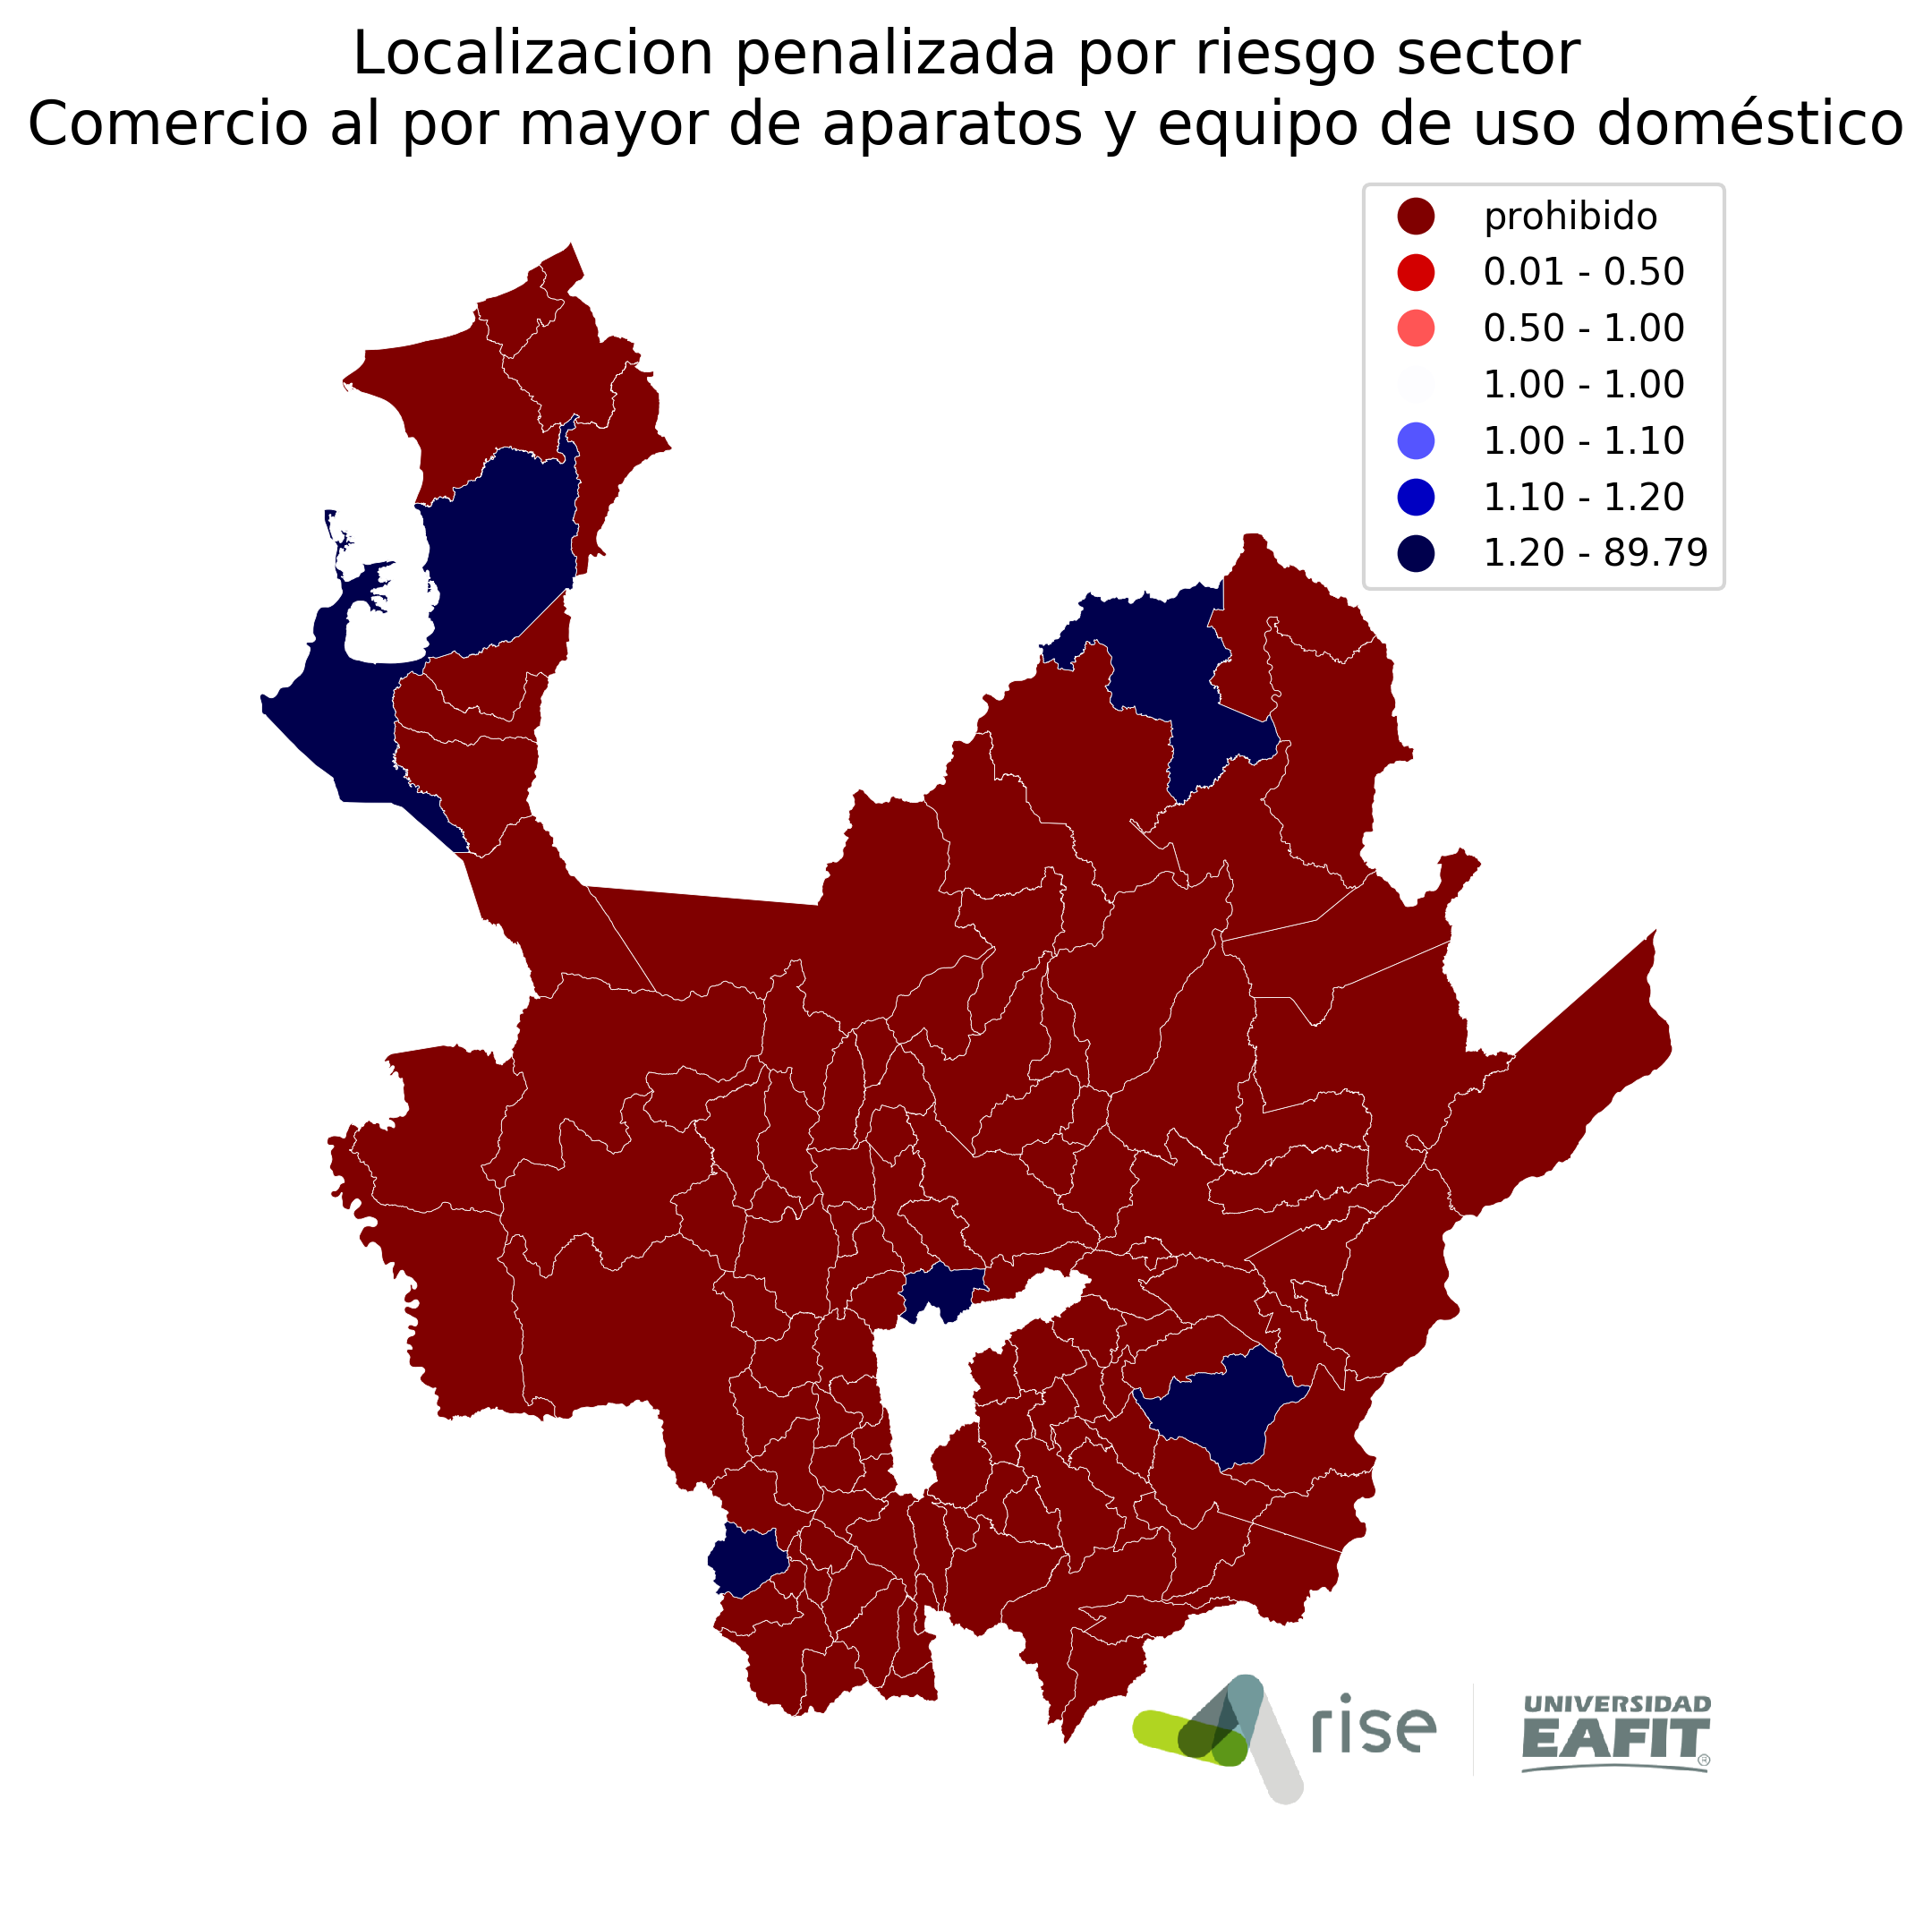 Localizacion penalizada por riesgo sector
Comercio al por mayor de aparatos y equipo de uso doméstico
prohibido
0.01 - 0.50
0.50 - 1.00
1.00 - 1.00
1.00 - 1.10
1.10 - 1.20
1.20 - 89.79
rise
UNIVERSIDAD
EAFIT®